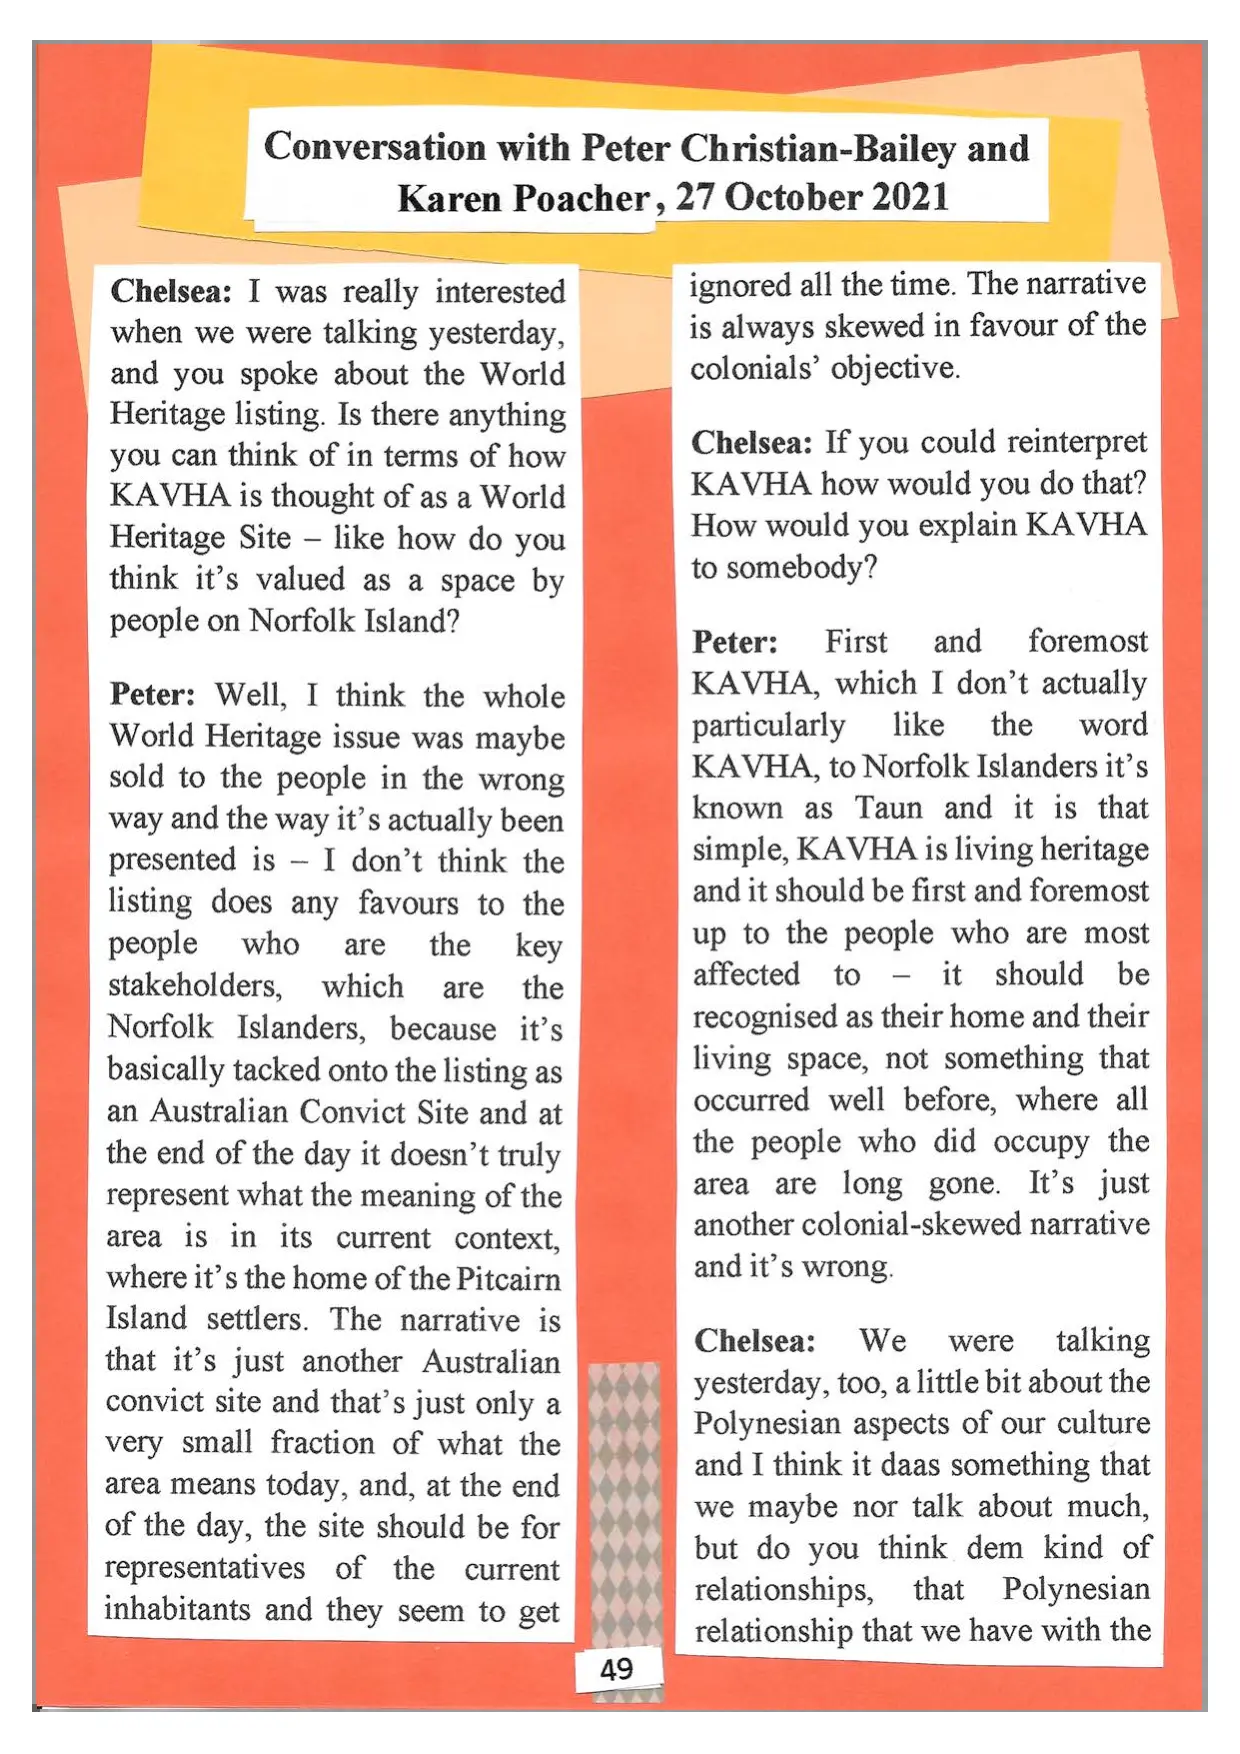 Conversation with Peter Christian-Bailey and
Karen Poacher, 27 October 2021
Chelsea: I was really interested
when we were talking yesterday,
and you spoke about the World
Heritage listing. Is there anything
you can think of in terms of how
KAVHA is thought of as a World
Heritage Site – like how do you
think it's valued as a space by
people on Norfolk Island?
Peter: Well, I think the whole
World Heritage issue was maybe
sold to the people in the wrong
way and the way it's actually been
presented is – I don't think the
listing does any favours to the
people who are the key
stakeholders, which are the
Norfolk Islanders, because it's
basically tacked onto the listing as
an Australian Convict Site and at
the end of the day it doesn't truly
represent what the meaning of the
area is in its current context,
where it's the home of the Pitcairn
Island settlers. The narrative is
that it's just another Australian
convict site and that's just only a
very small fraction of what the
area means today, and, at the end
of the day, the site should be for
representatives of the current
inhabitants and they seem to get
ignored all the time. The narrative
is always skewed in favour of the
colonials' objective.
Chelsea: If you could reinterpret
KAVHA how would you do that?
How would you explain KAVHA
to somebody?
Peter: First and foremost
KAVHA, which I don't actually
particularly like the word
KAVHA, to Norfolk Islanders it's
known as Taun and it is that
simple, KAVHA is living heritage
and it should be first and foremost
up to the people who are most
affected to – it should be
recognised as their home and their
living space, not something that
occurred well before, where all
the people who did occupy the
area are long gone. It's just
another colonial-skewed narrative
and it's wrong.
Chelsea: We were talking
yesterday, too, a little bit about the
Polynesian aspects of our culture
and I think it daas something that
we maybe nor talk about much,
but do you think dem kind of
relationships, that Polynesian
relationship that we have with the
49